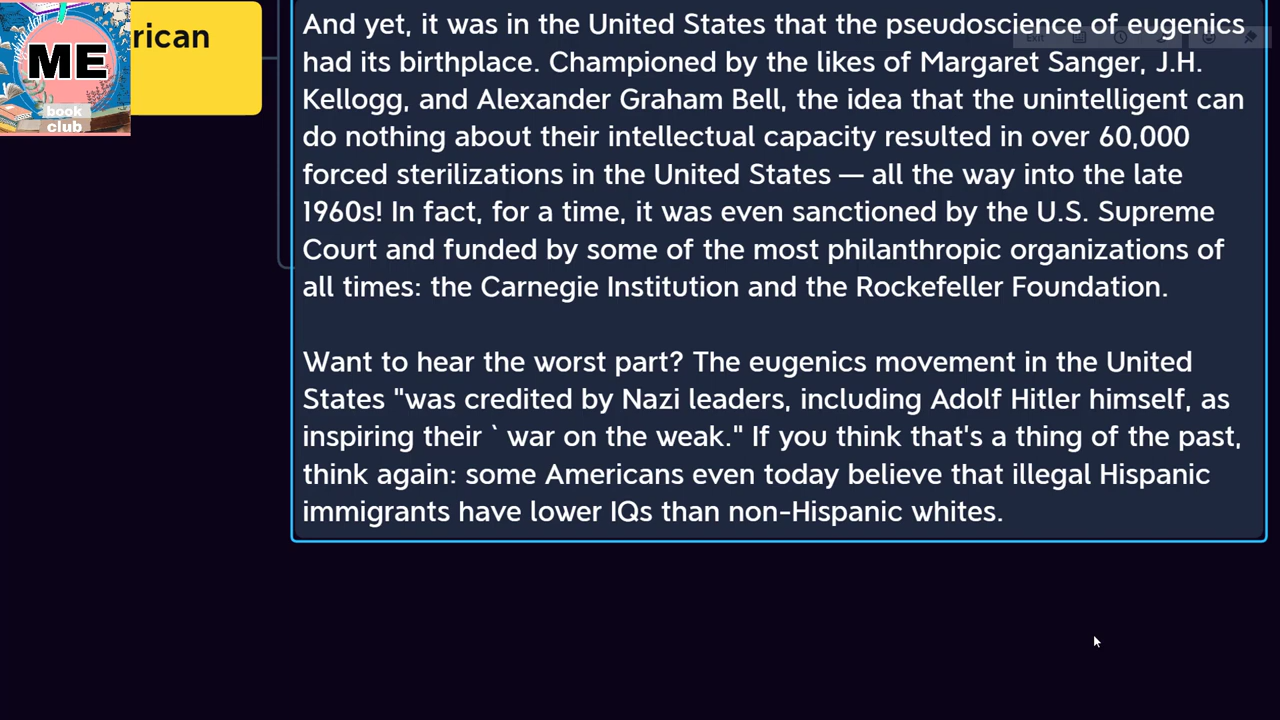 rican
ME
book
club
And yet, it was in the United States that the pseudoscience of eugenics
had its birthplace. Championed by the likes of Margaret Sanger, J.H.
Kellogg, and Alexander Graham Bell, the idea that the unintelligent can
do nothing about their intellectual capacity resulted in over 60,000
forced sterilizations in the United States — all the way into the late
1960s! In fact, for a time, it was even sanctioned by the U.S. Supreme
Court and funded by some of the most philanthropic organizations of
all times: the Carnegie Institution and the Rockefeller Foundation.
Want to hear the worst part? The eugenics movement in the United
States "was credited by Nazi leaders, including Adolf Hitler himself, as
inspiring their ` war on the weak." If you think that's a thing of the past,
think again: some Americans even today believe that illegal Hispanic
immigrants have lower IQs than non-Hispanic whites.
Exit